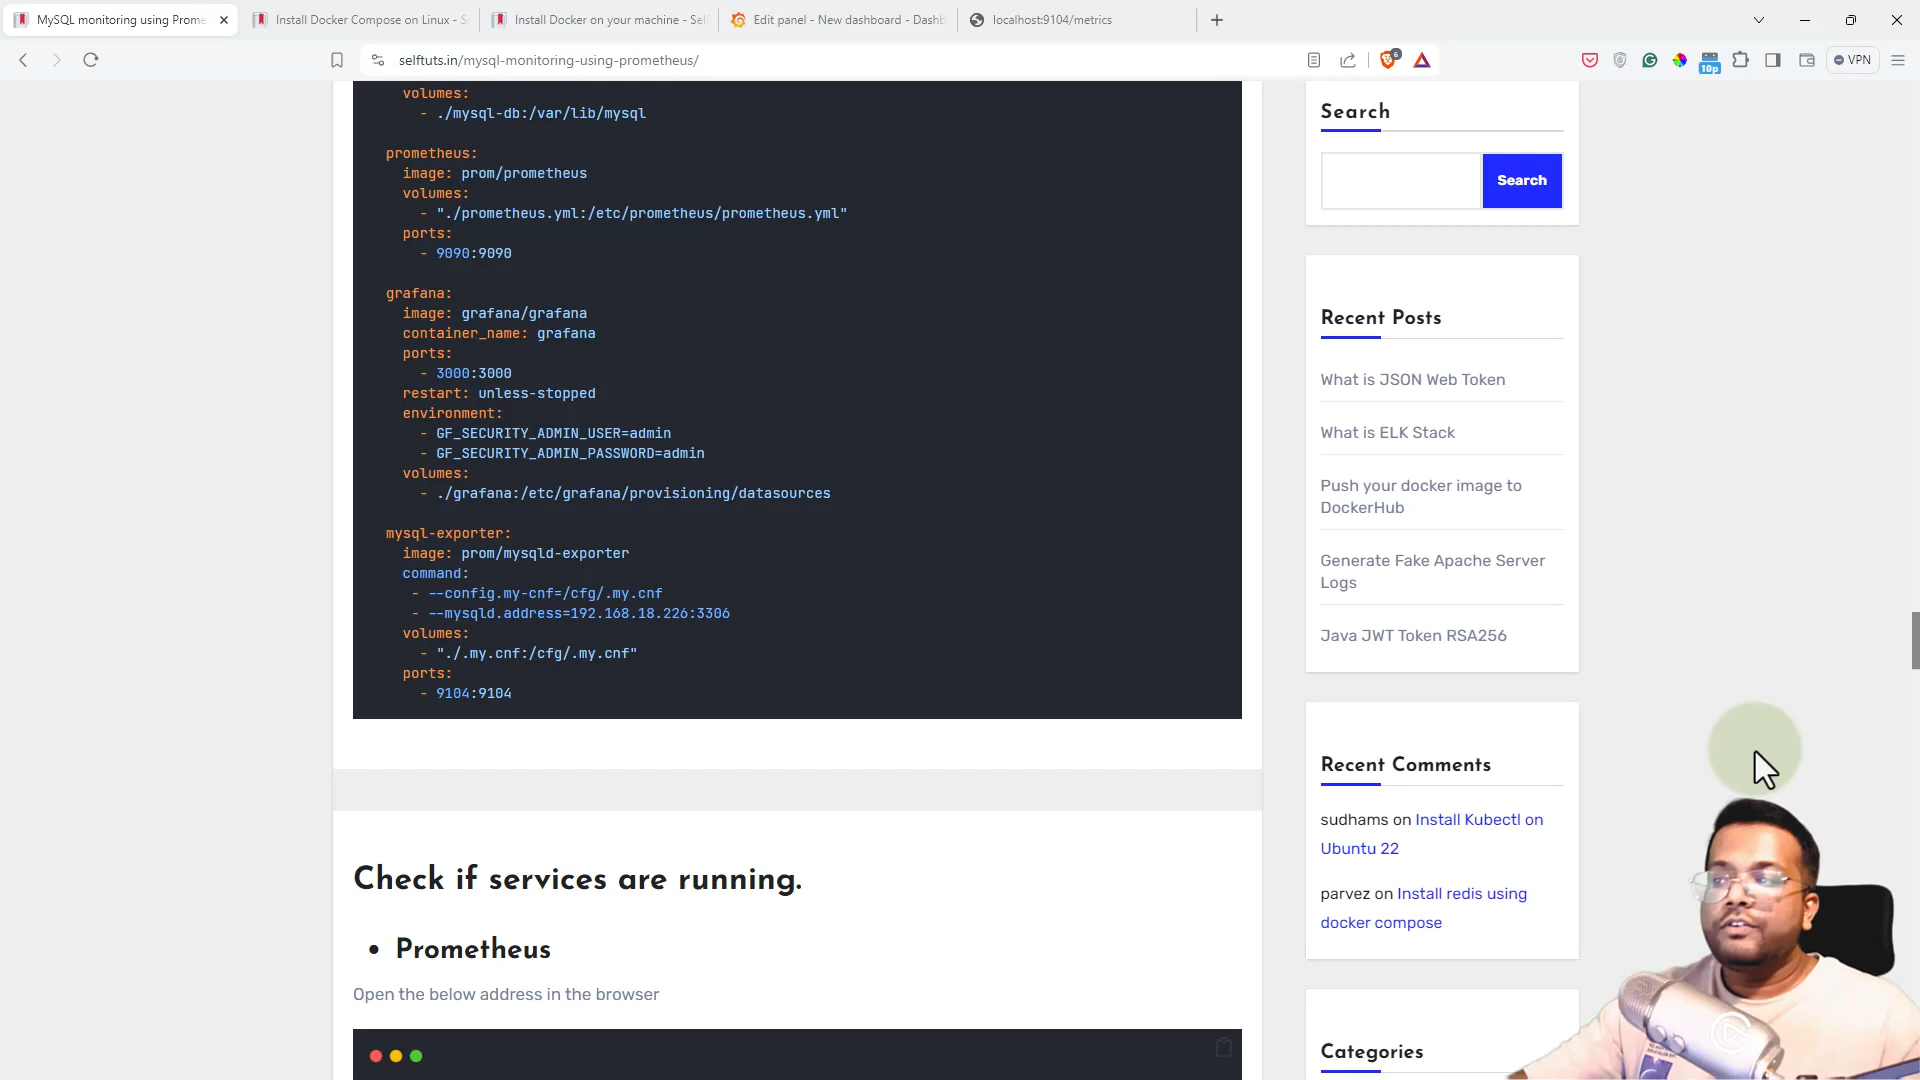 MySQL monitoring using Prome
Install Docker Compose on Linux - S
Install Docker on your machine - Sel
Edit panel - New dashboard - Dashb
localhost:9104/metrics
selftuts.in/mysql-monitoring-using-prometheus/
6
10p
VPN
volumes:
- ./mysql-db:/var/lib/mysql
prometheus:
image: prom/prometheus
volumes:
- "./prometheus.yml:/etc/prometheus/prometheus.yml"
ports:
- 9090:9090
grafana:
image: grafana/grafana
container_name: grafana
ports:
- 3000:3000
restart: unless-stopped
environment:
- GF_SECURITY_ADMIN_USER=admin
- GF_SECURITY_ADMIN_PASSWORD=admin
volumes:
- ./grafana:/etc/grafana/provisioning/datasources
mysql-exporter:
image: prom/mysqld-exporter
command:
- --config.my-cnf=/cfg/.my.cnf
- --mysqld.address=192.168.18.226:3306
volumes:
- "./.my.cnf:/cfg/.my.cnf"
ports:
- 9104:9104
Check if services are running.
• Prometheus
Open the below address in the browser
Search
Search
Recent Posts
What is JSON Web Token
What is ELK Stack
Push your docker image to
DockerHub
Generate Fake Apache Server
Logs
Java JWT Token RSA256
Recent Comments
sudhams on Install Kubectl on
Ubuntu 22
parvez on Install redis using
docker compose
Categories